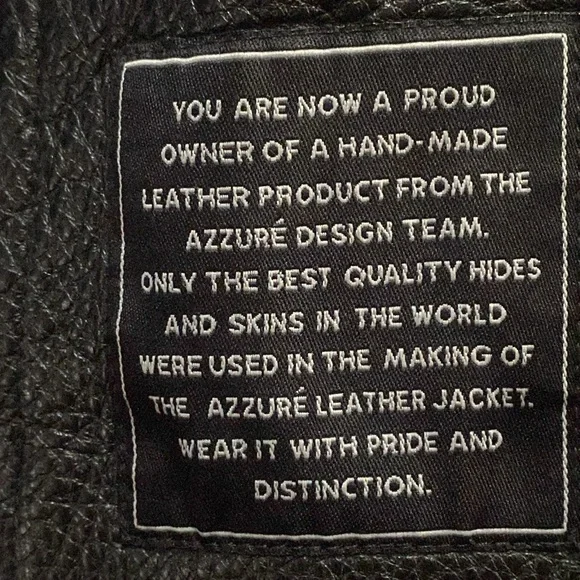 YOU ARE NOW A PROUD
OWNER OF A HAND-MADE
LEATHER PRODUCT FROM THE
AZZURÉ DESIGN TEAM.
ONLY THE BEST QUALITY HIDES
AND SKINS IN THE WORLD
WERE USED IN THE MAKING OF
THE AZZURÉ LEATHER JACKET.
WEAR IT WITH PRIDE AND
DISTINCTION.